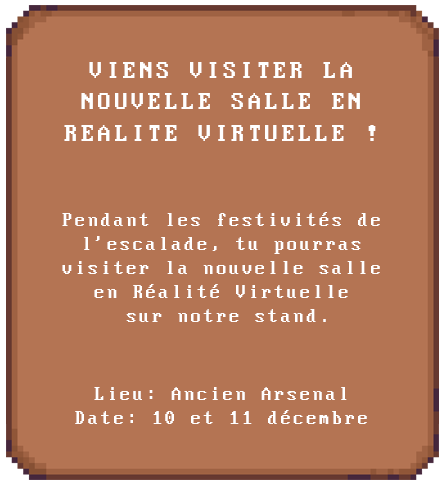 VIENS VISITER LA
NOUVELLE SALLE EN
REALITE VIRTUELLE !
Pendant les festivités de
l'escalade, tu pourras
visiter la nouvelle salle
en Réalité Virtuelle
sur notre stand.
Lieu: Ancien Arsenal
Date: 10 et 11 décembre